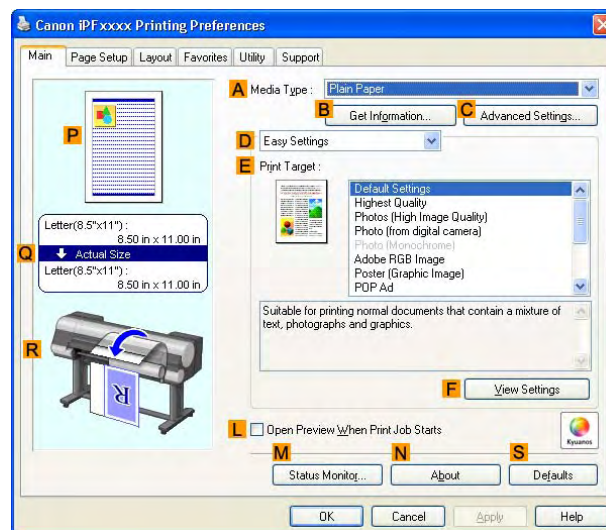 Canon iPFxxxx Printing Preferences
Main Page Setup Layout Favorites Utility Support
A Media Type : Plain Paper
B C
Get Information... Advanced Settings...
D Easy Settings
E Print Target :
P
Default Settings
Highest Quality
Photos (High Image Quality)
Photo (from digital camera)
Photo (Monochrome)
Adobe RGB Image
Poster (Graphic Image)
POP Ad
Letter(8.5"x11") :
8.50 in x 11.00 in
Q Actual Size
Letter(8.5"x11") :
8.50 in x 11.00 in
Suitable for printing normal documents that contain a mixture of
text, photographs and graphics.
R
R
F View Settings
L Open Preview When Print Job Starts
Kyuanos
M N S
Status Monitor... About Defaults
OK Cancel Apply Help